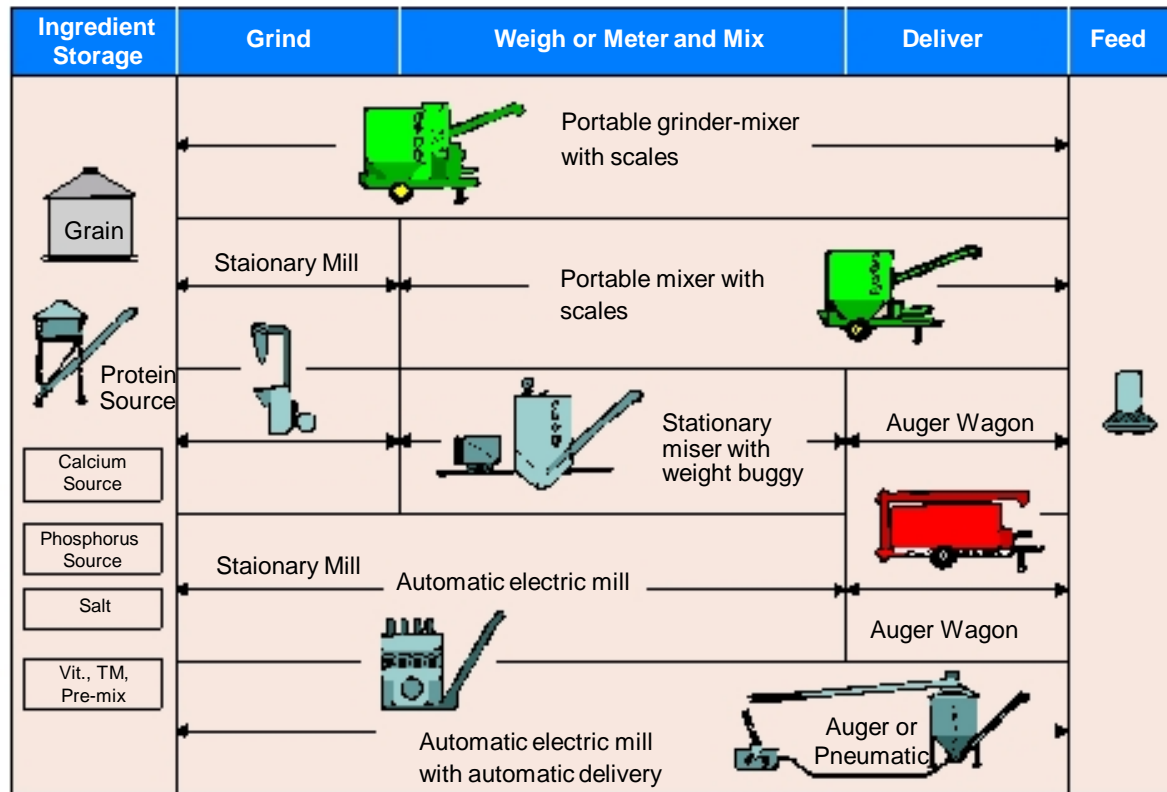 Ingredient
Storage
Grind
Weigh or Meter and Mix
Deliver
Feed
Portable grinder-mixer
with scales
Grain
Staionary Mill
Portable mixer with
scales
Protein
Source
Stationary
miser with
weight buggy
Auger Wagon
Calcium
Source
Phosphorus
Source
Staionary Mill
Automatic electric mill
Salt
Auger Wagon
Vit., TM,
Pre-mix
Auger or
Pneumatic
Automatic electric mill
with automatic delivery